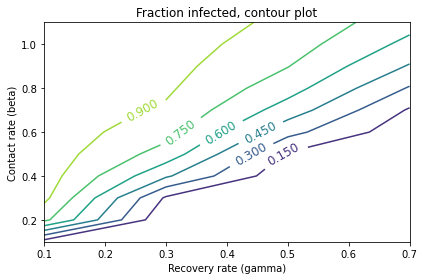 Fraction infected, contour plot
Contact rate (beta)
1.0
0.8
0.6
0.4
0.2
0.900
0.750
0.600
0.450
0.300
0.150
0.1 0.2 0.3 0.4 0.5 0.6 0.7
Recovery rate (gamma)